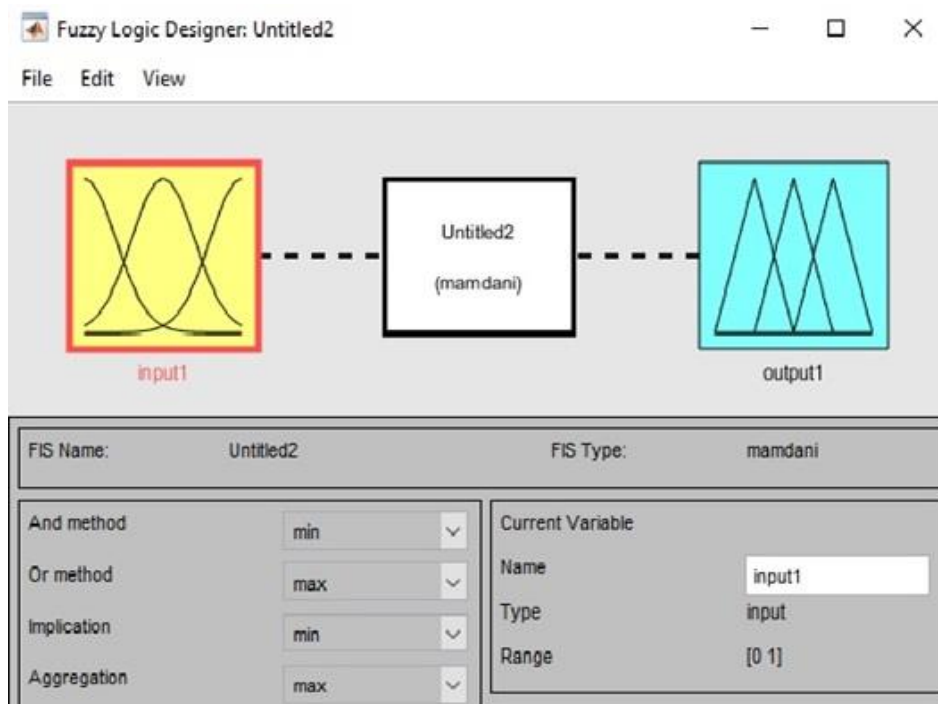 Fuzzy Logic Designer: Untitled2
File Edit View
Untitled2
(mamdani)
input1
output1
FIS Name: Untitled2
FIS Type: mamdani
And method min
Or method max
Implication min
Aggregation max
Current Variable
Name input1
Type input
Range [0 1]